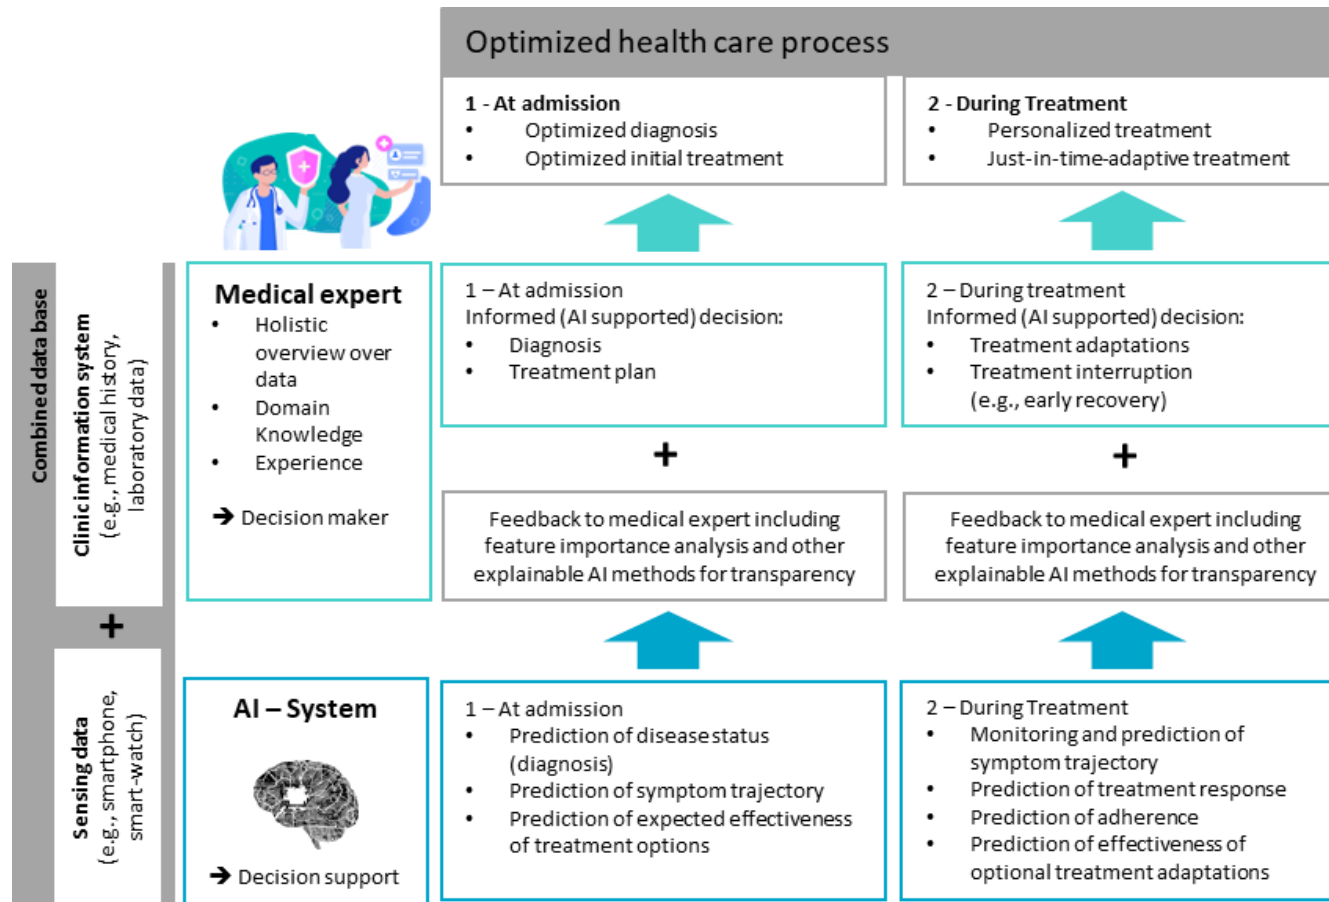 Optimized health care process
1 - At admission
• Optimized diagnosis
• Optimized initial treatment
2 - During Treatment
• Personalized treatment
• Just-in-time-adaptive treatment
Combined data base
Clinic information system
(e.g., medical history,
laboratory data)
+
Sensing data
(e.g., smartphone,
smart-watch)
Medical expert
• Holistic
overview over
data
• Domain
Knowledge
• Experience
➔ Decision maker
1 – At admission
Informed (AI supported) decision:
• Diagnosis
• Treatment plan
2 – During treatment
Informed (AI supported) decision:
• Treatment adaptations
• Treatment interruption
(e.g., early recovery)
+
+
Feedback to medical expert including
feature importance analysis and other
explainable AI methods for transparency
Feedback to medical expert including
feature importance analysis and other
explainable AI methods for transparency
AI – System
➔ Decision support
1 – At admission
• Prediction of disease status
(diagnosis)
• Prediction of symptom trajectory
• Prediction of expected effectiveness
of treatment options
2 – During Treatment
• Monitoring and prediction of
symptom trajectory
• Prediction of treatment response
• Prediction of adherence
• Prediction of effectiveness of
optional treatment adaptations